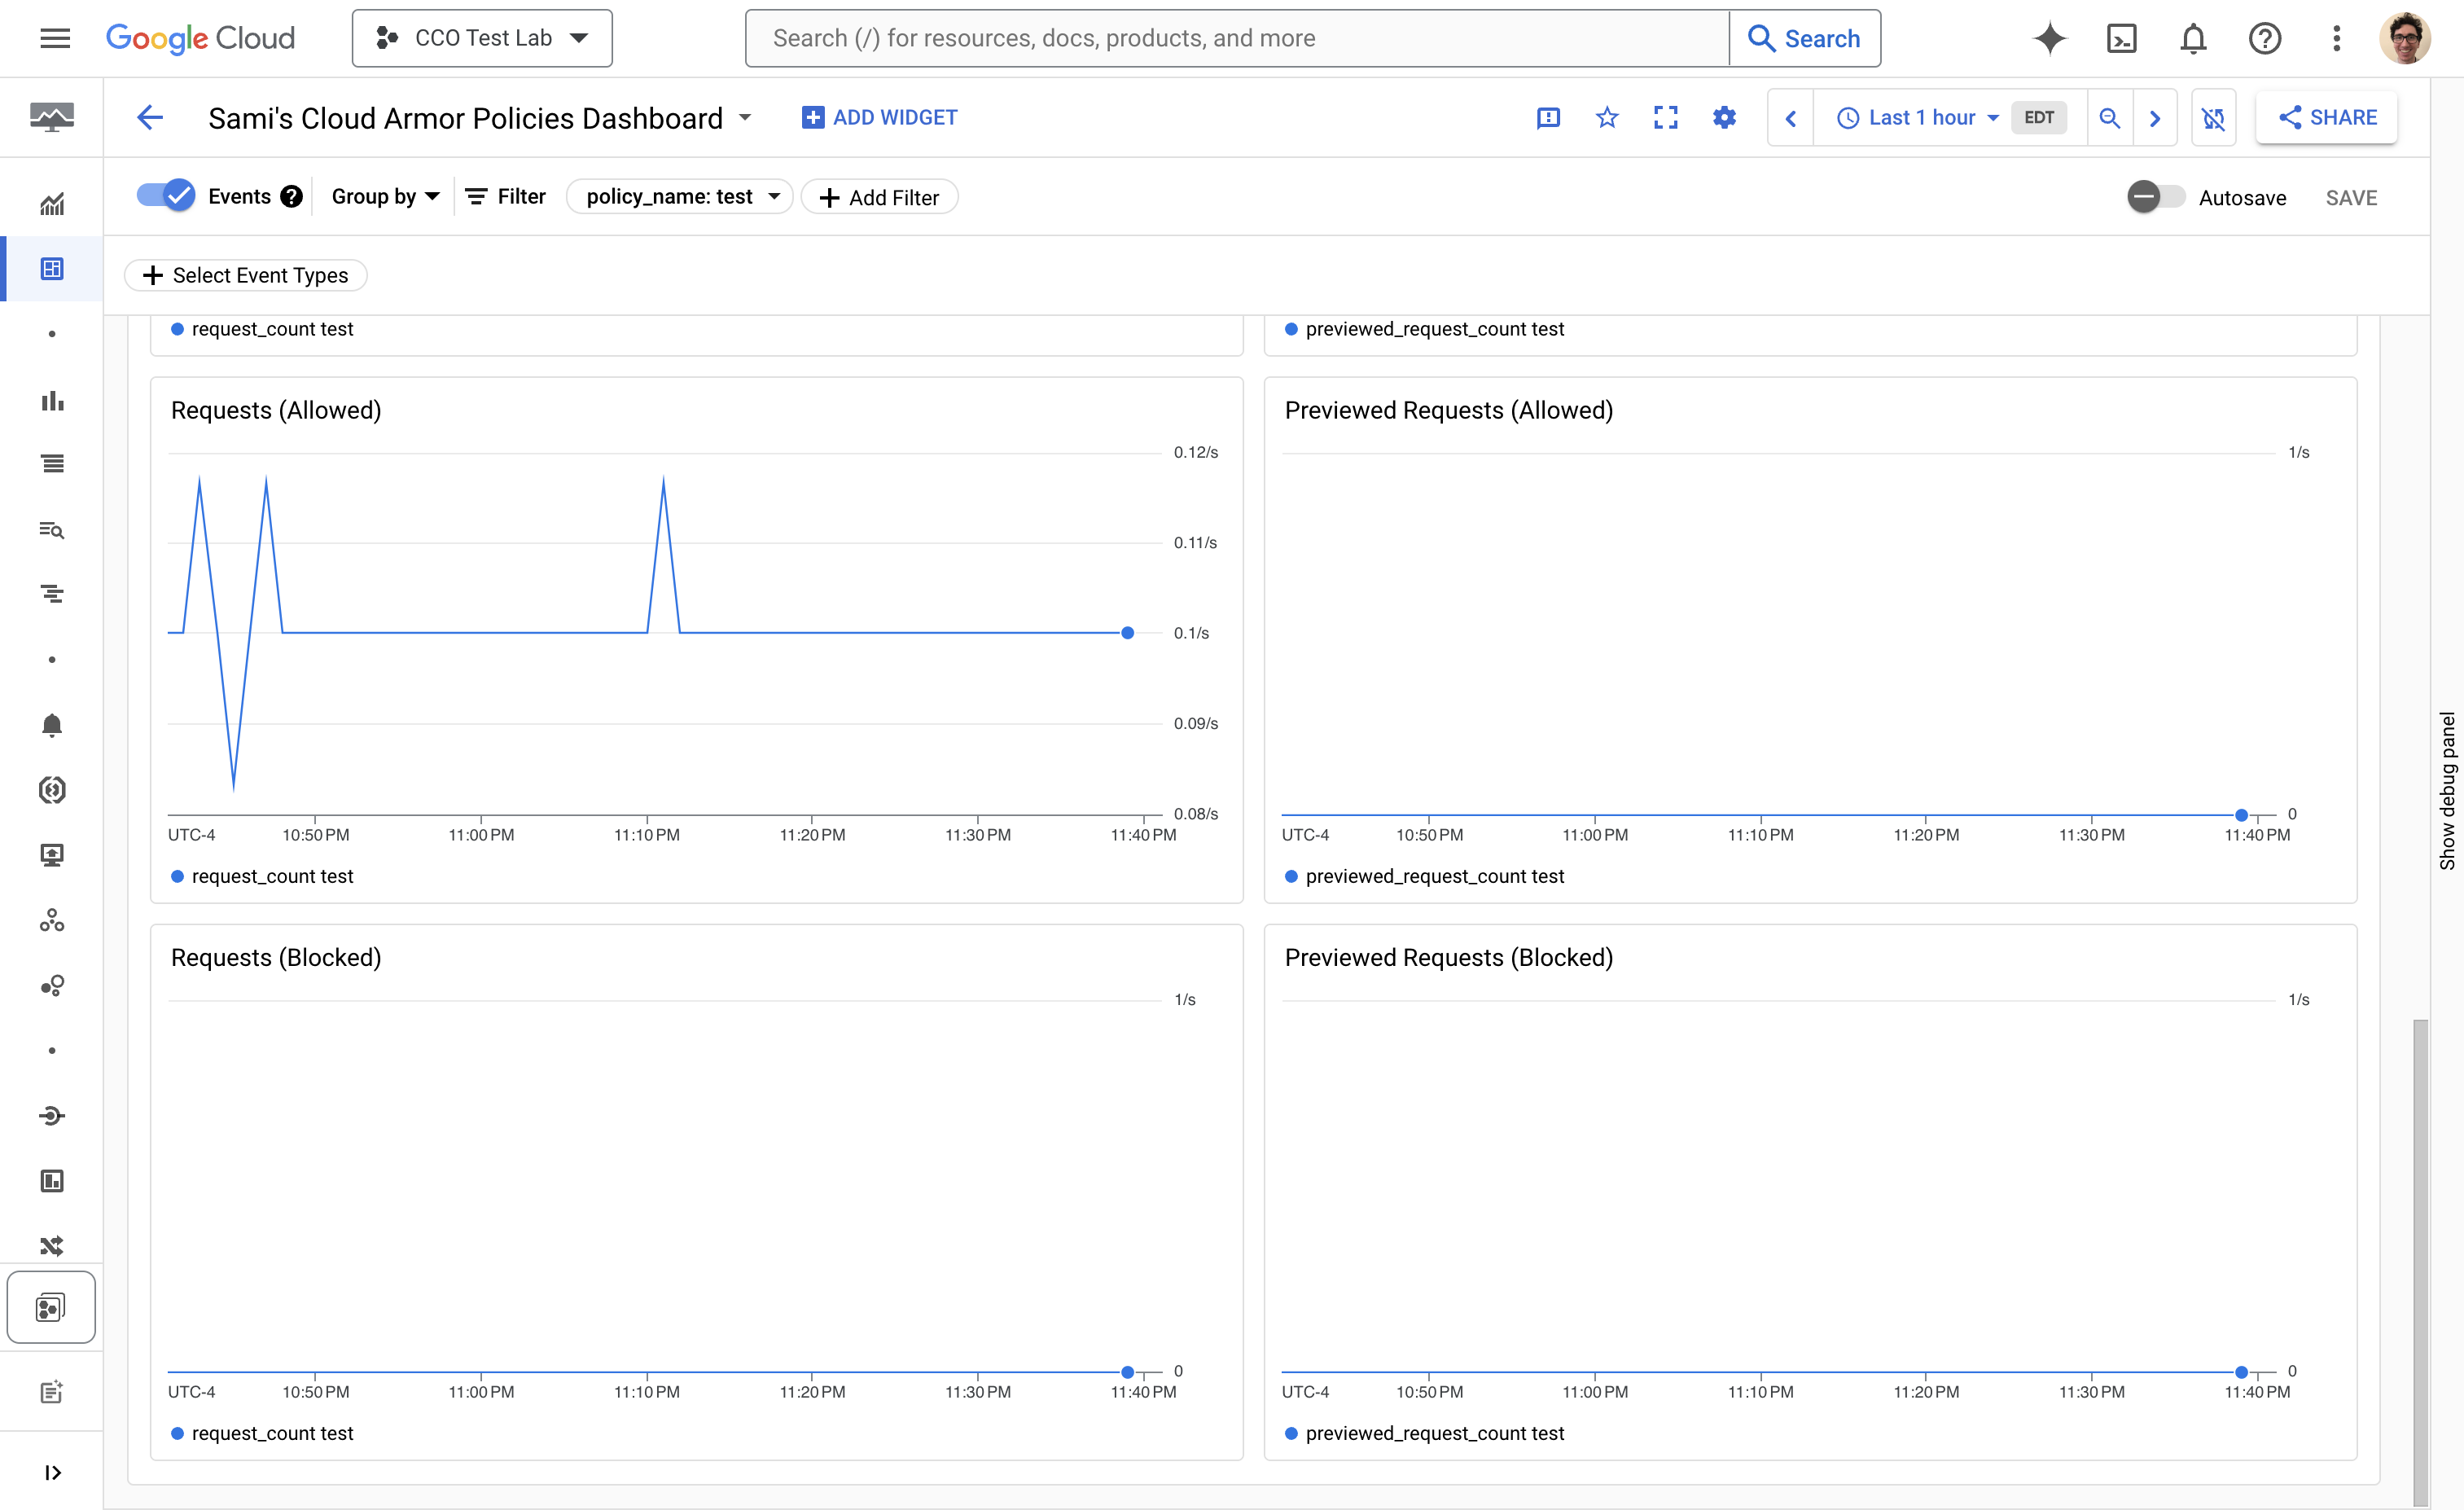 Google Cloud
CCO Test Lab
Search (/) for resources, docs, products, and more
Search
Sami's Cloud Armor Policies Dashboard
ADD WIDGET
Last 1 hour
EDT
SHARE
Events
Group by
Filter
policy_name: test
Add Filter
Autosave
SAVE
Select Event Types
request_count test
previewed_request_count test
Requests (Allowed)
0.12/s
0.11/s
0.1/s
0.09/s
0.08/s
UTC-4 10:50 PM 11:00 PM 11:10 PM 11:20 PM 11:30 PM 11:40 PM
request_count test
Previewed Requests (Allowed)
1/s
0
UTC-4 10:50 PM 11:00 PM 11:10 PM 11:20 PM 11:30 PM 11:40 PM
previewed_request_count test
Requests (Blocked)
1/s
0
UTC-4 10:50 PM 11:00 PM 11:10 PM 11:20 PM 11:30 PM 11:40 PM
request_count test
Previewed Requests (Blocked)
1/s
0
UTC-4 10:50 PM 11:00 PM 11:10 PM 11:20 PM 11:30 PM 11:40 PM
previewed_request_count test
Show debug panel